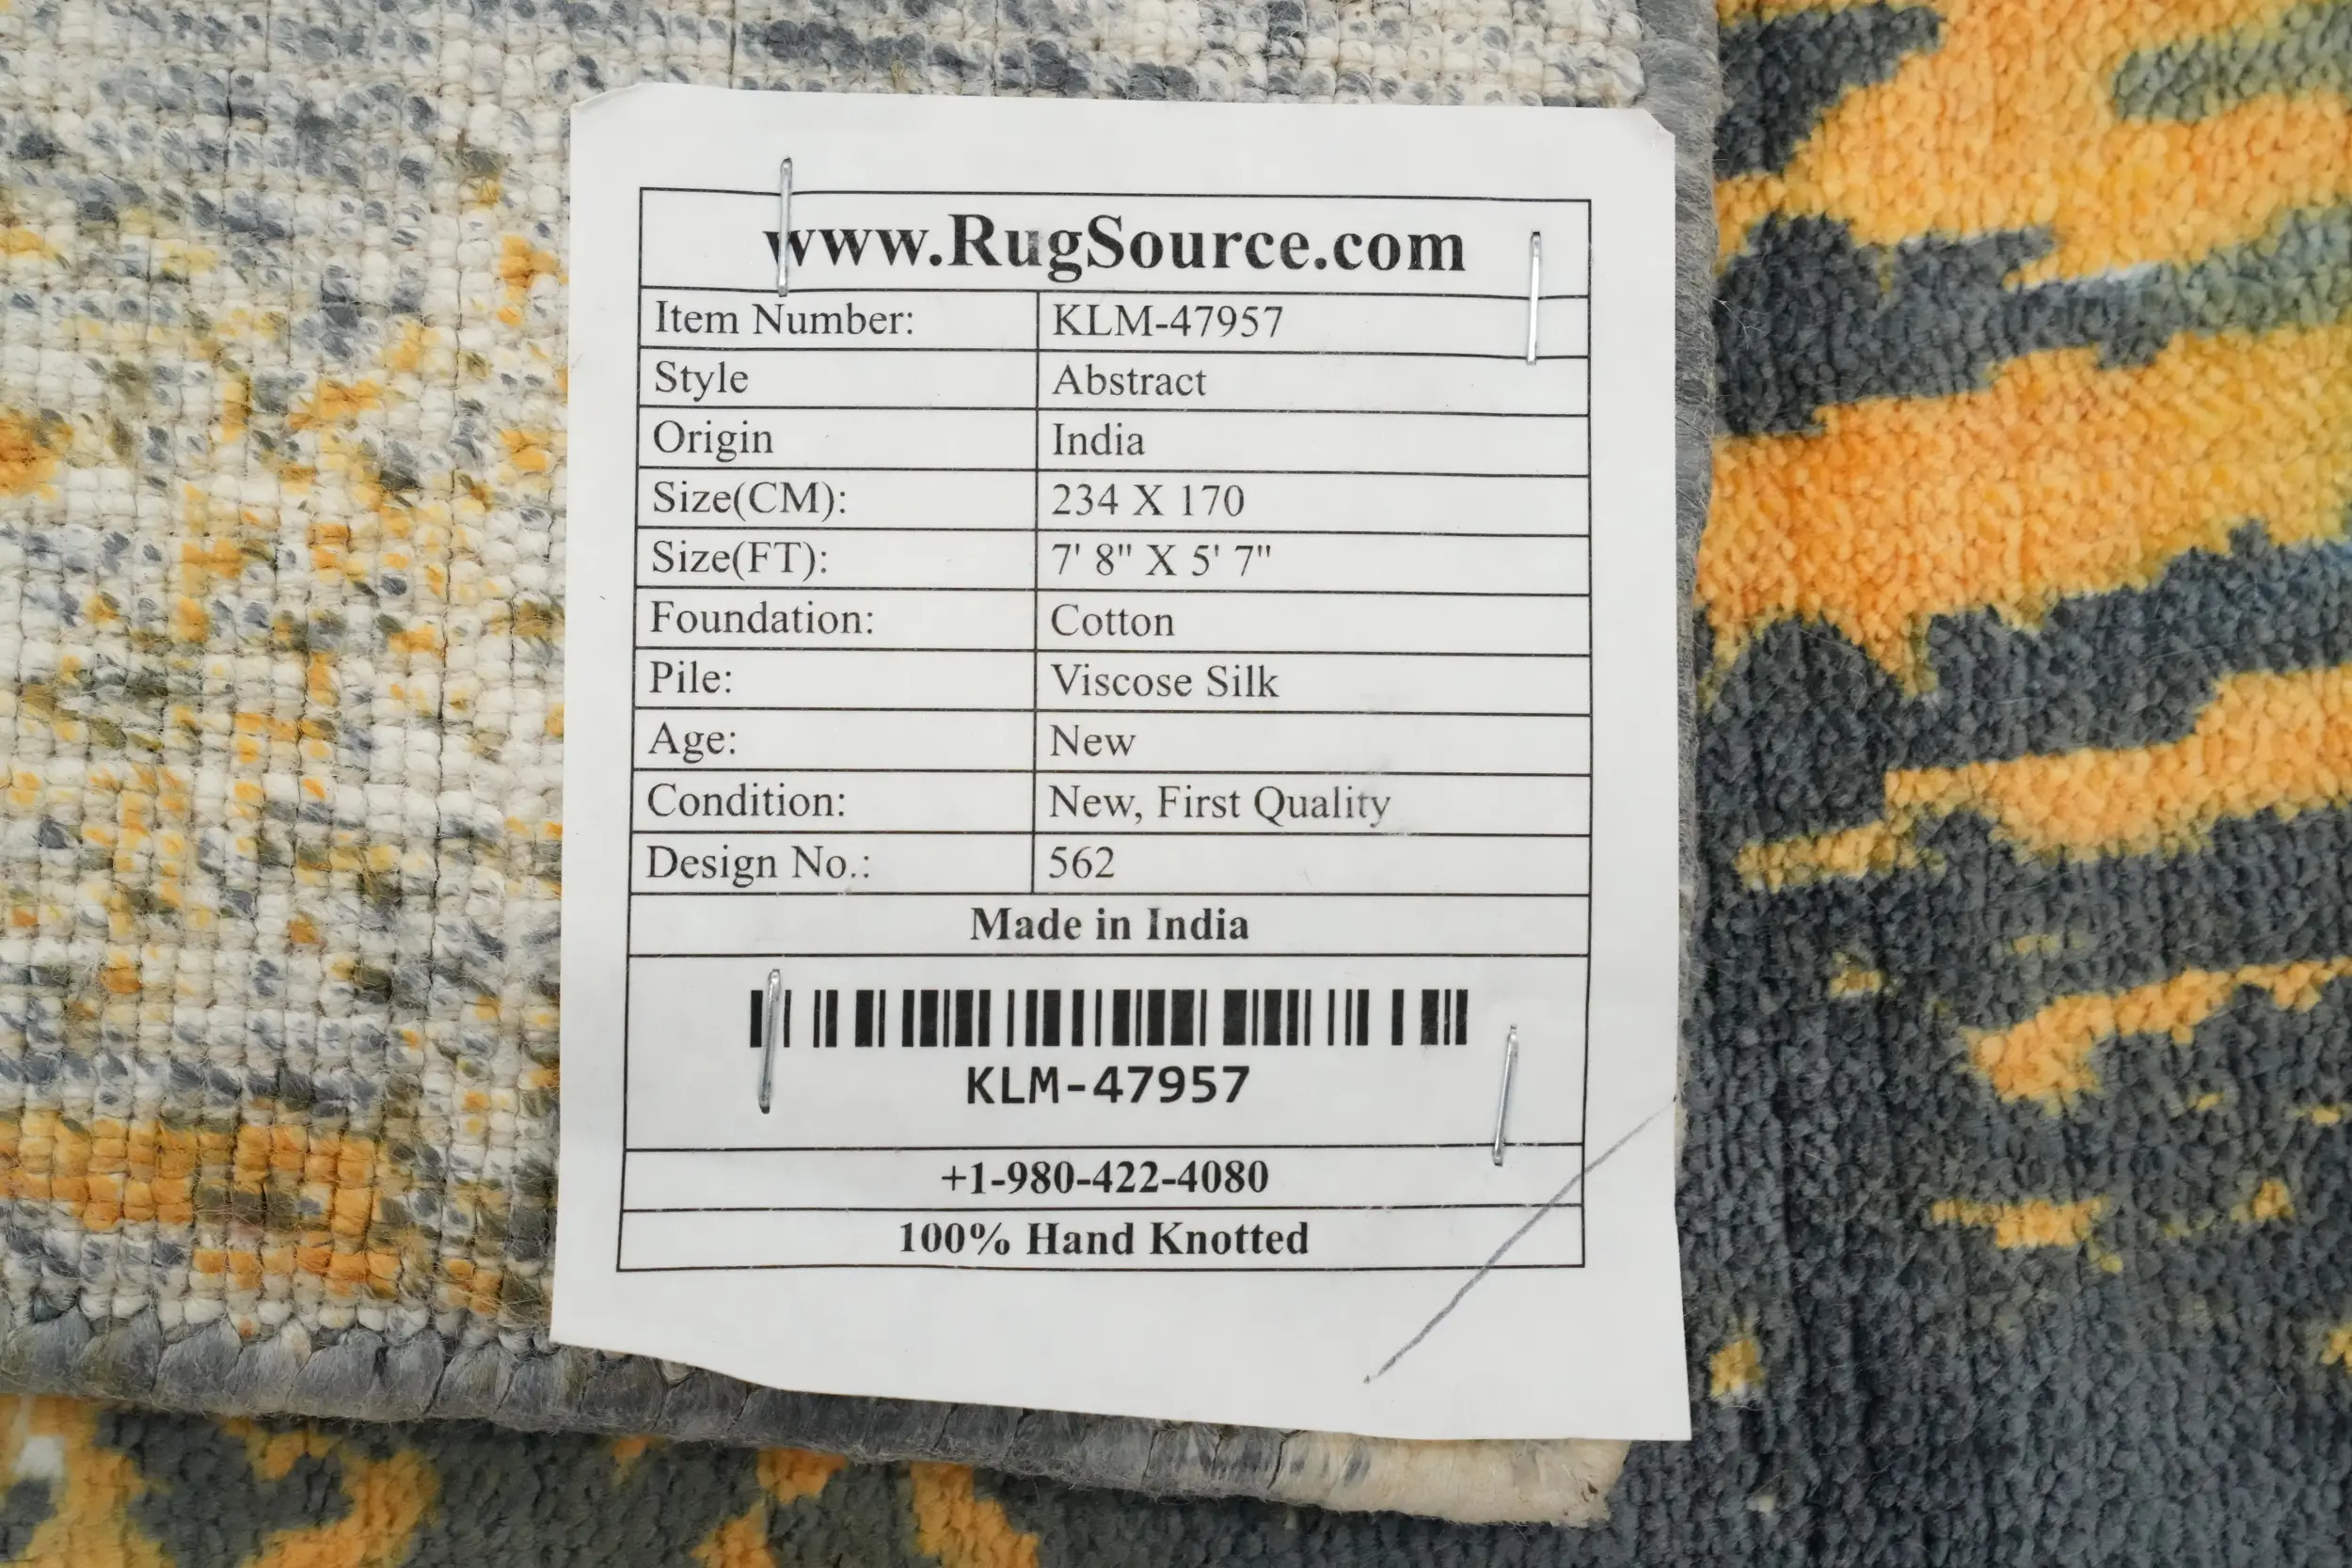 www.RugSource.com
Item Number: KLM-47957
Style Abstract
Origin India
Size(CM): 234 X 170
Size(FT): 7' 8" X 5' 7"
Foundation: Cotton
Pile: Viscose Silk
Age: New
Condition: New, First Quality
Design No.: 562
Made in India
KLM-47957
+1-980-422-4080
100% Hand Knotted